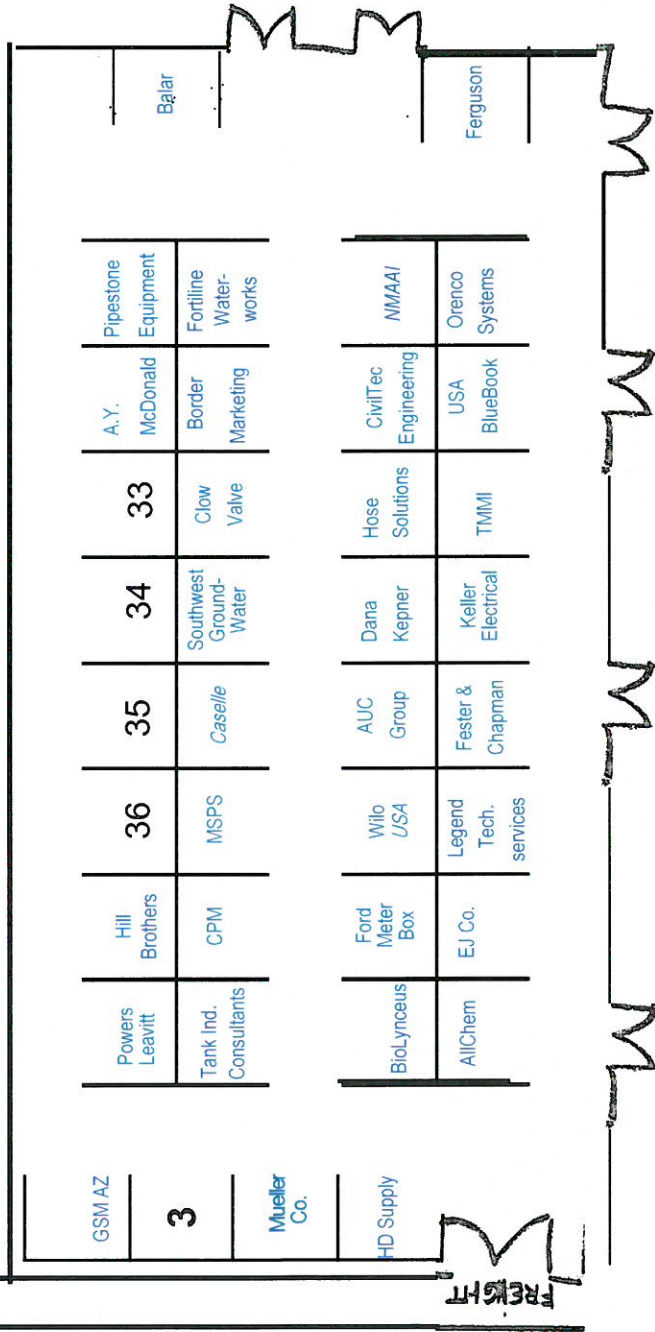 Balar
Ferguson
Pipestone
Equipment
Fortiline
Water-
works
NMAAI
Orenco
Systems
A.Y.
McDonald
Border
Marketing
CivilTec
Engineering
USA
BlueBook
33
Clow
Valve
Hose
Solutions
TMMI
34
Southwest
Ground-
Water
Dana
Kepner
Keller
Electrical
35
Caselle
AUC
Group
Fester &
Chapman
36
MSPS
Wilo
USA
Legend
Tech.
services
Hill
Brothers
CPM
Ford
Meter
Box
EJ Co.
Powers
Leavitt
Tank Ind.
Consultants
BioLynceus
AllChem
GSM AZ
3
Mueller
Co.
HD Supply
FREIGHT